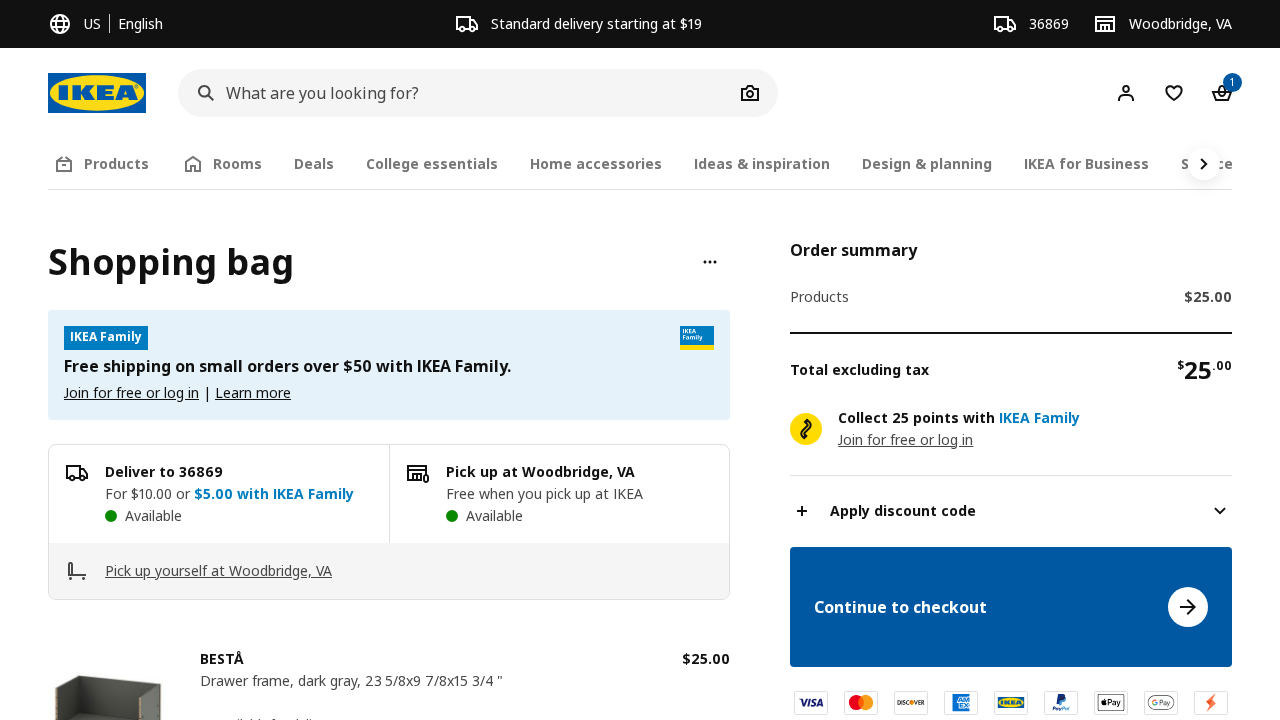 US | English
Standard delivery starting at $19
36869
Woodbridge, VA
IKEA
What are you looking for?
1
Products
Rooms
Deals
College essentials
Home accessories
Ideas & inspiration
Design & planning
IKEA for Business
Shopping bag
IKEA Family
IKEA Family
Free shipping on small orders over $50 with IKEA Family.
Join for free or log in | Learn more
Deliver to 36869
For $10.00 or $5.00 with IKEA Family
Available
Pick up at Woodbridge, VA
Free when you pick up at IKEA
Available
Pick up yourself at Woodbridge, VA
BESTÅ
$25.00
Drawer frame, dark gray, 23 5/8x9 7/8x15 3/4 "
Order summary
Products
$25.00
Total excluding tax
$25.00
Collect 25 points with IKEA Family
Join for free or log in
Apply discount code
Continue to checkout
VISA
DISCOVER
AMEX
IKEA
PayPal
Pay
G Pay